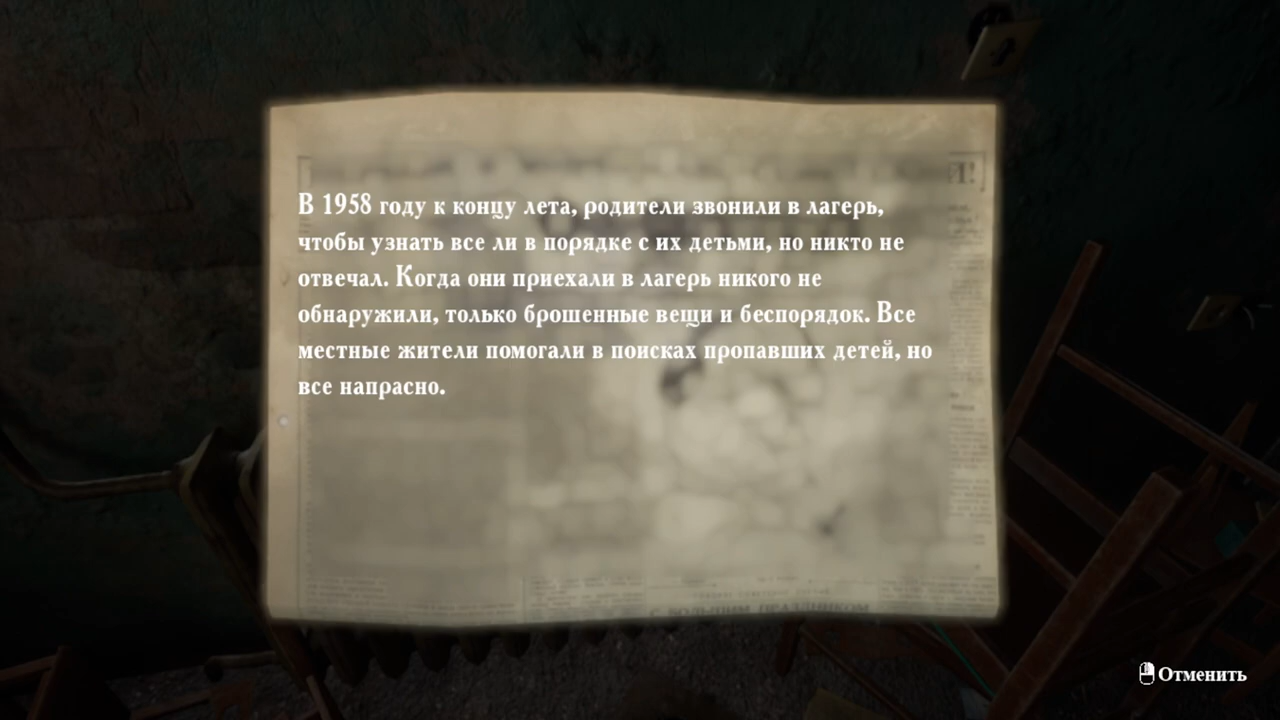 В 1958 году к концу лета, родители звонили в лагерь,
чтобы узнать все ли в порядке с их детьми, но никто не
отвечал. Когда они приехали в лагерь никого не
обнаружили, только брошенные вещи и беспорядок. Все
местные жители помогали в поисках пропавших детей, но
все напрасно.
С БОЛЬШИМ ПРАЗДНИКОМ
Отменить